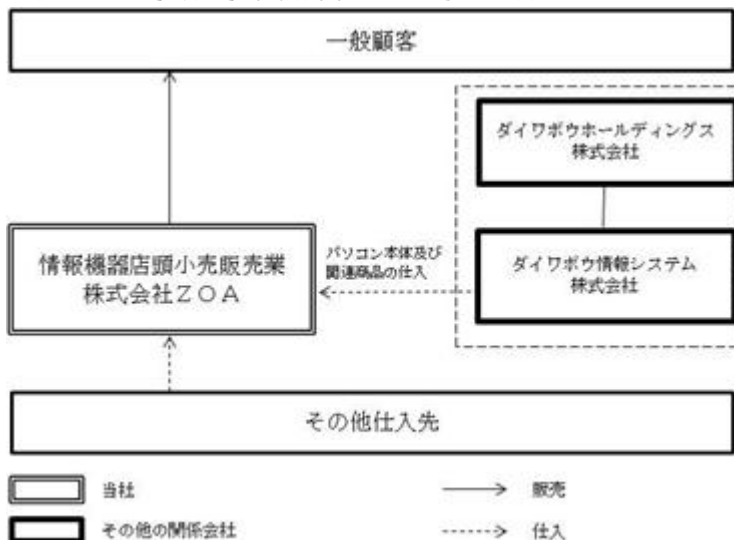 一般顧客
ダイワボウホールディングス
株式会社
情報機器店頭小売販売業
株式会社ＺＯＡ
パソコン本体及び
関連商品の仕入
ダイワボウ情報システム
株式会社
その他仕入先
当社
販売
その他の関係会社
仕入